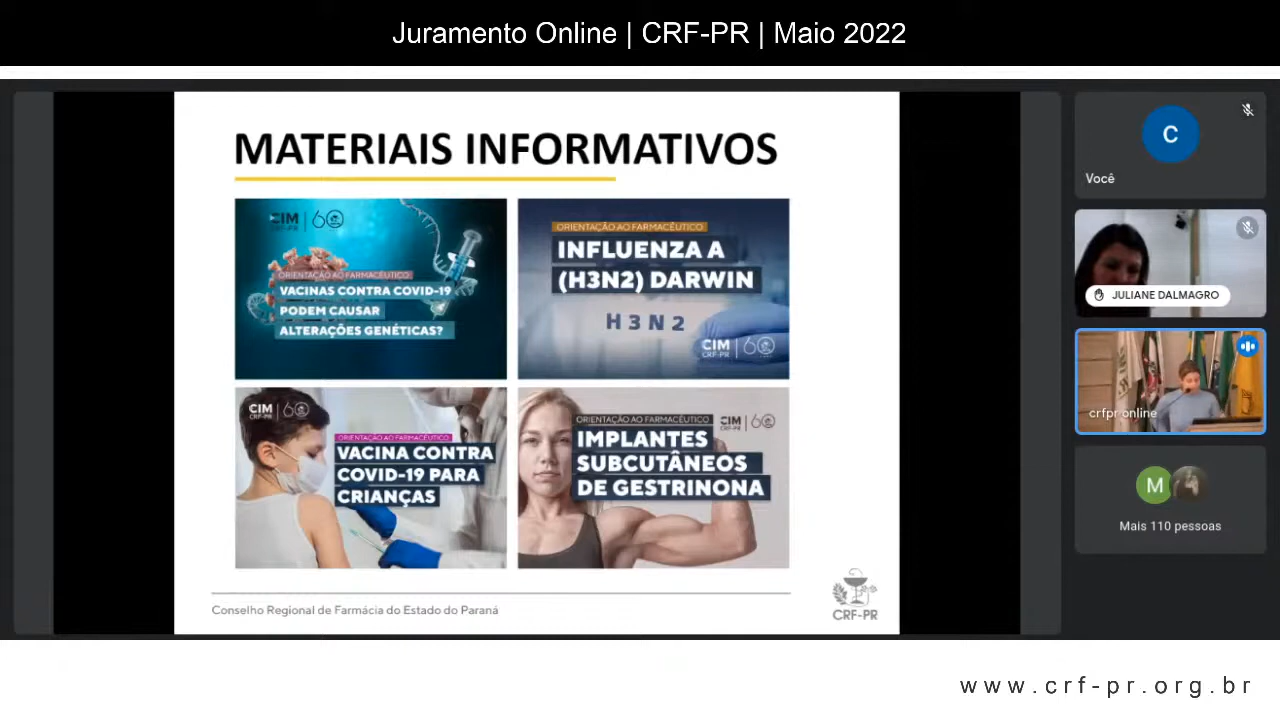 Juramento Online | CRF-PR | Maio 2022
MATERIAIS INFORMATIVOS
CIM
CRF-PR
60
ORIENTAÇÃO AO FARMACÊUTICO:
VACINAS CONTRA COVID-19
PODEM CAUSAR
ALTERAÇÕES GENÉTICAS?
ORIENTAÇÃO AO FARMACÊUTICO
INFLUENZA A
(H3N2) DARWIN
H3N2
CIM
CRF-PR
60
CIM
CRF-PR
60
ORIENTAÇÃO AO FARMACÊUTICO:
VACINA CONTRA
COVID-19 PARA
CRIANÇAS
ORIENTAÇÃO AO FARMACÊUTICO:
CIM
CRF-PR
60
IMPLANTES
SUBCUTÂNEOS
DE GESTRINONA
Conselho Regional de Farmácia do Estado do Paraná
CRF-PR
C
Você
JULIANE DALMAGRO
crfpr online
M
Mais 110 pessoas
www.crf-pr.org.br